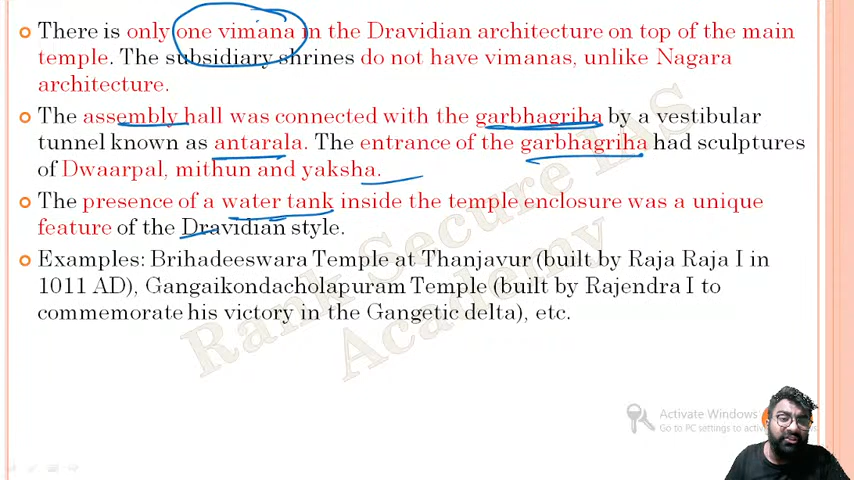 There is only one vimana in the Dravidian architecture on top of the main
temple. The subsidiary shrines do not have vimanas, unlike Nagara
architecture.
The assembly hall was connected with the garbhagriha by a vestibular
tunnel known as antarala. The entrance of the garbhagriha had sculptures
of Dwaarpal, mithun and yaksha.
The presence of a water tank inside the temple enclosure was a unique
feature of the Dravidian style.
Examples: Brihadeeswara Temple at Thanjavur (built by Raja Raja I in
1011 AD), Gangaikondacholapuram Temple (built by Rajendra I to
commemorate his victory in the Gangetic delta), etc.
Rank Secure IAS
Academy
Activate Windows
Go to PC settings to activ